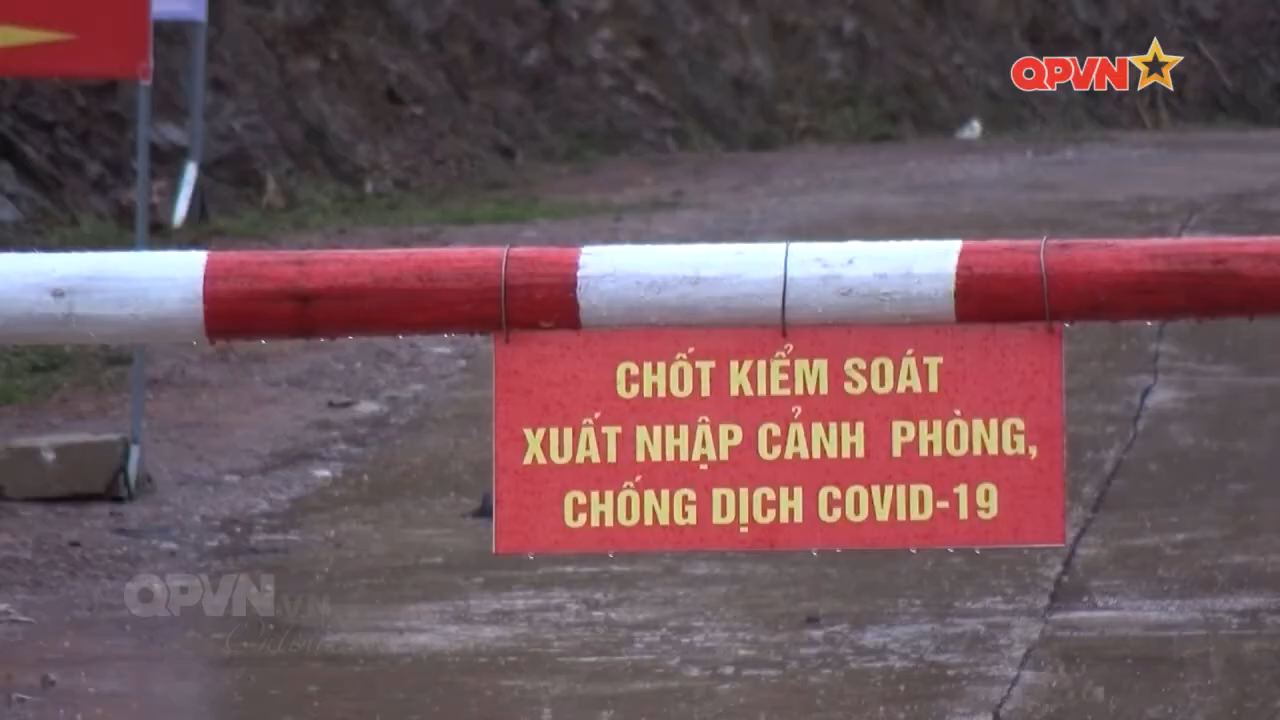 QPVN
CHỐT KIỂM SOÁT
XUẤT NHẬP CẢNH PHÒNG,
CHỐNG DỊCH COVID-19
QPVN.VN